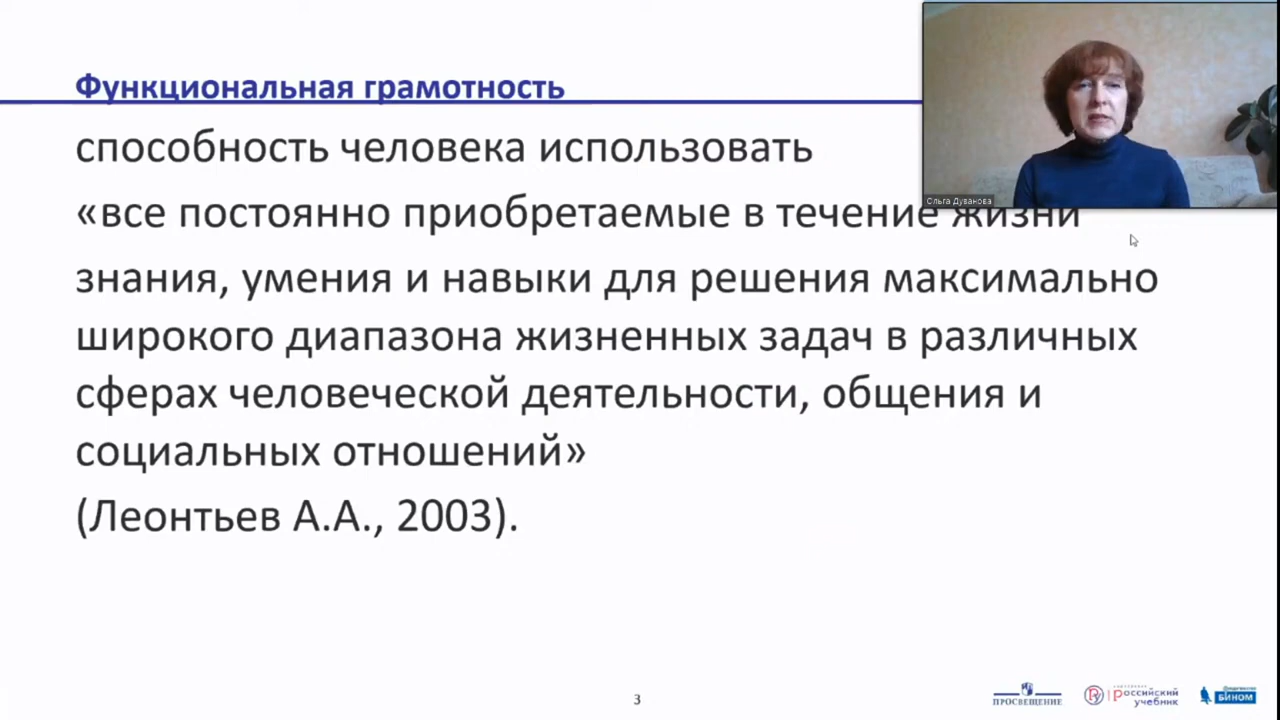 Функциональная грамотность
способность человека использовать
«все постоянно приобретаемые в течение жизни
знания, умения и навыки для решения максимально
широкого диапазона жизненных задач в различных
сферах человеческой деятельности, общения и
социальных отношений»
(Леонтьев А.А., 2003).
Ольга Дуванова
3
ПРОСВЕЩЕНИЕ
российский
учебник
БИНОМ